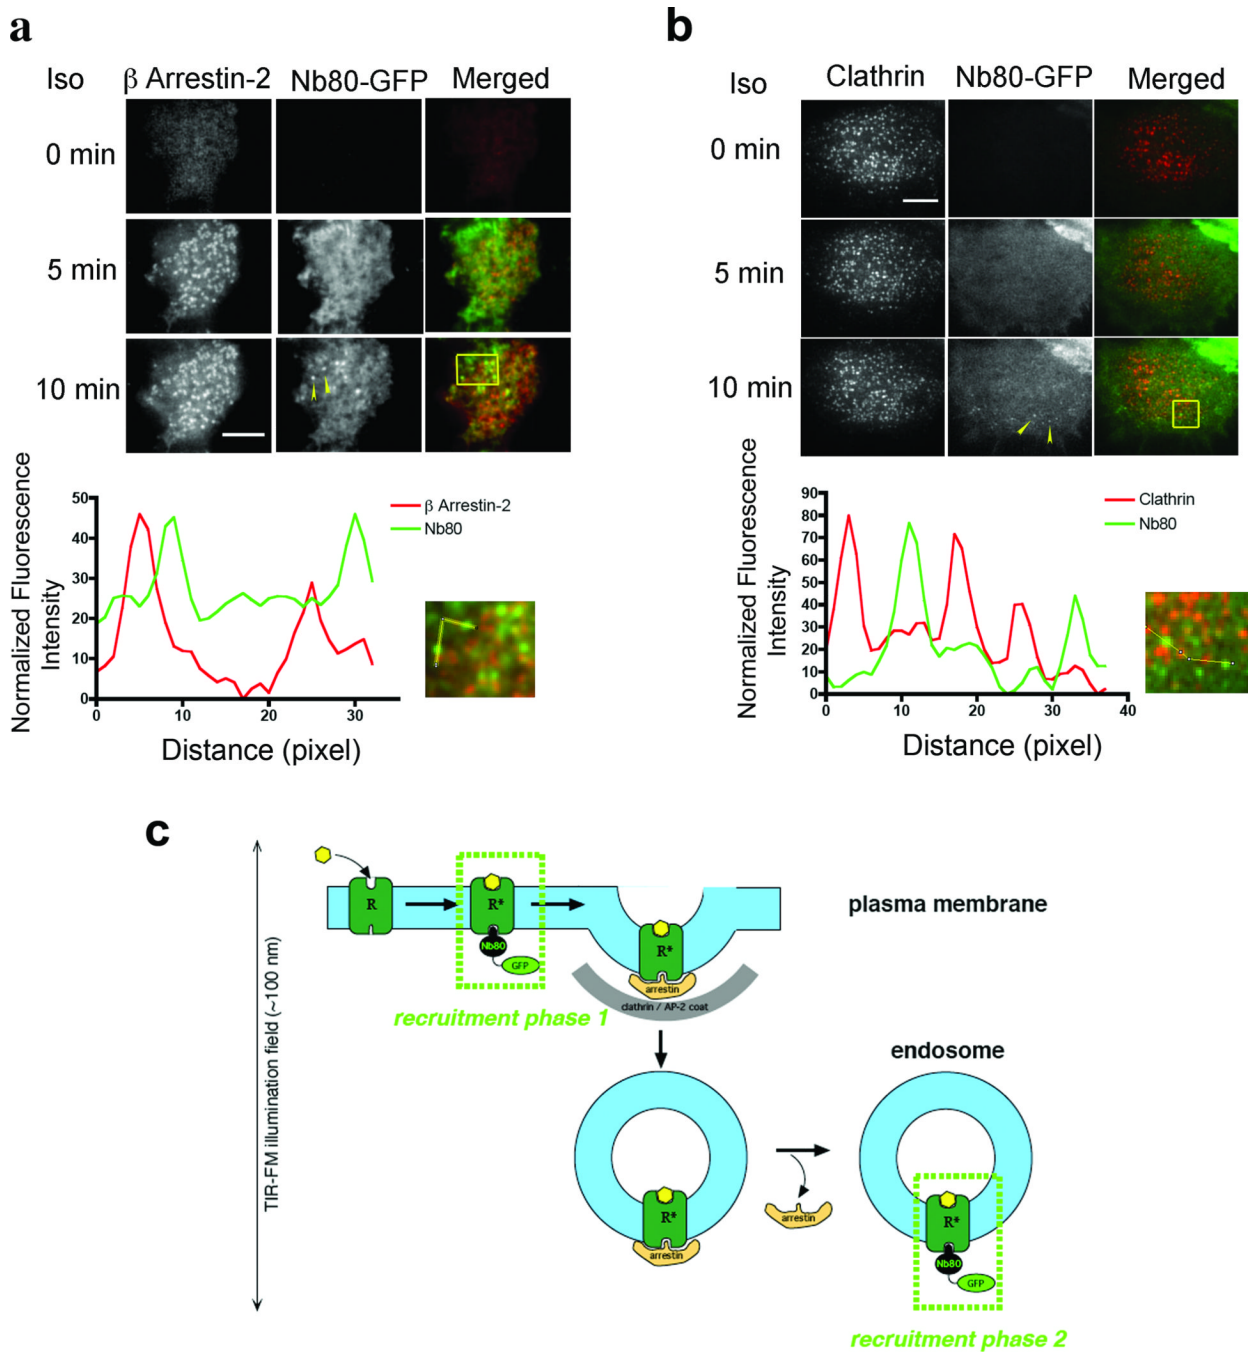 a
Iso β Arrestin-2 Nb80-GFP Merged
0 min
5 min
10 min
Normalized Fluorescence
Intensity
50
40
30
20
10
0
0 10 20 30
β Arrestin-2
Nb80
Distance (pixel)
b
Iso Clathrin Nb80-GFP Merged
0 min
5 min
10 min
Normalized Fluorescence
Intensity
90
80
70
60
50
40
30
20
10
0
0 10 20 30 40
Clathrin
Nb80
Distance (pixel)
c
TIR-FM illumination field (~100 nm)
R
R*
Nb80
GFP
R*
arrestin
clathrin / AP-2 coat
plasma membrane
recruitment phase 1
endosome
R*
arrestin
arrestin
R*
Nb80
GFP
recruitment phase 2